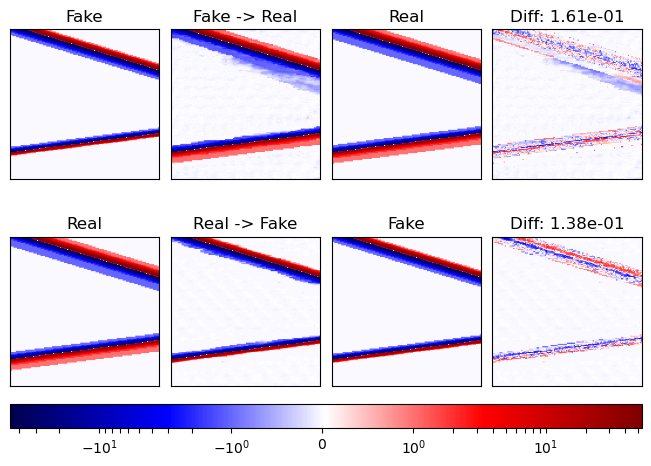 Fake Fake -> Real Real Diff: 1.61e-01
Real Real -> Fake Fake Diff: 1.38e-01
−10¹ −10⁰ 0 10⁰ 10¹